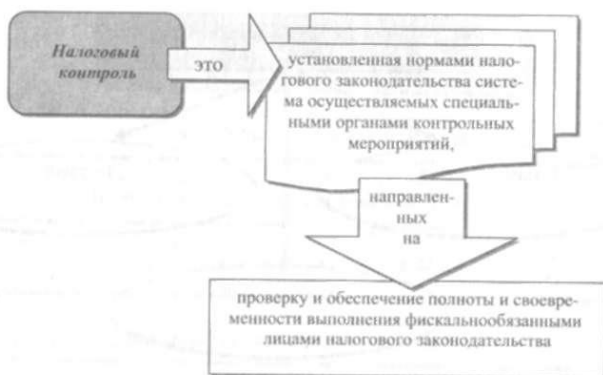 Налоговый
контроль
это
установленная нормами нало-
гового законодательства систе-
ма осуществляемых специаль-
ными органами контрольных
мероприятий,
направлен-
ных
на
проверку и обеспечение полноты и своевре-
менности выполнения фискальнообязанными
лицами налогового законодательства